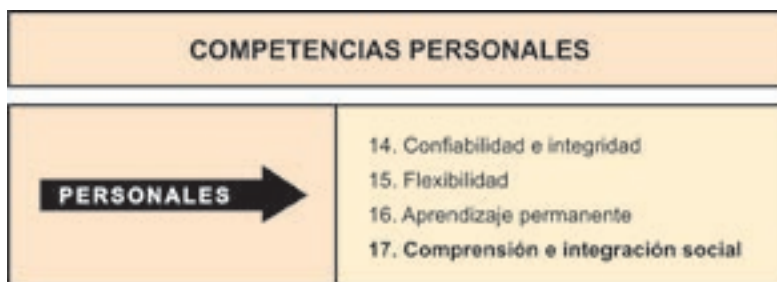 COMPETENCIAS PERSONALES
PERSONALES
14. Confiabilidad e integridad
15. Flexibilidad
16. Aprendizaje permanente
17. Comprensión e integración social